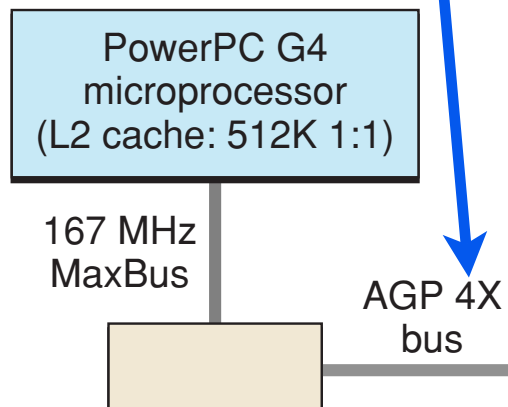 PowerPC G4
microprocessor
(L2 cache: 512K 1:1)
167 MHz
MaxBus
AGP 4X
bus